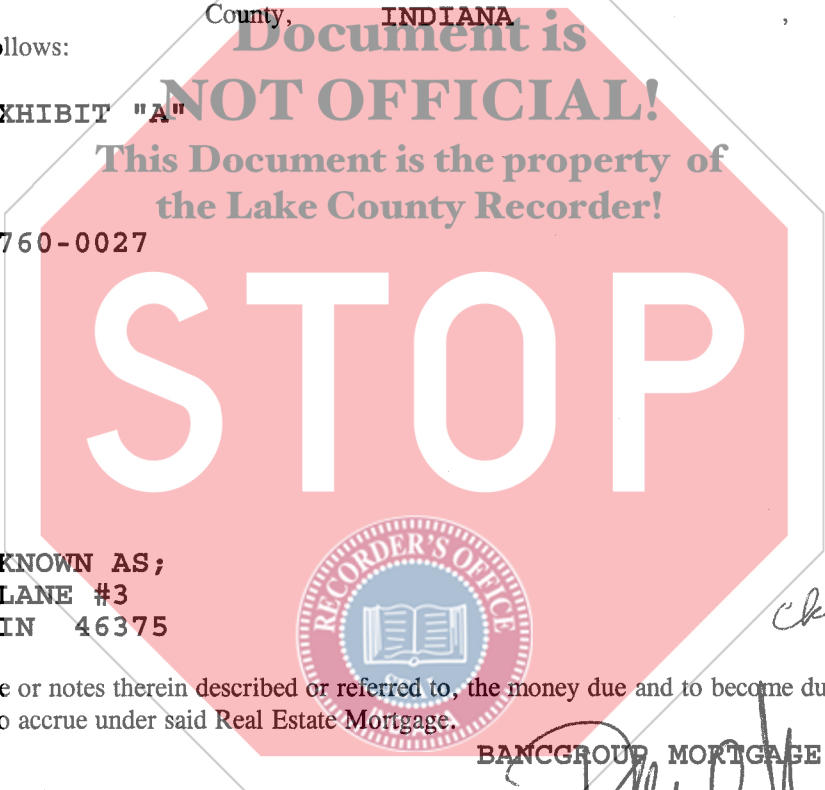 County, INDIANA ,
Document is
ollows:
NOT OFFICIAL!
XHIBIT "A"
This Document is the property of
the Lake County Recorder!
760-0027
STOP
KNOWN AS;
LANE #3
IN 46375
RECORDER'S OFFICE
ck
e or notes therein described or referred to, the money due and to become du
o accrue under said Real Estate Mortgage.
BANCGROUP MORTGAGE